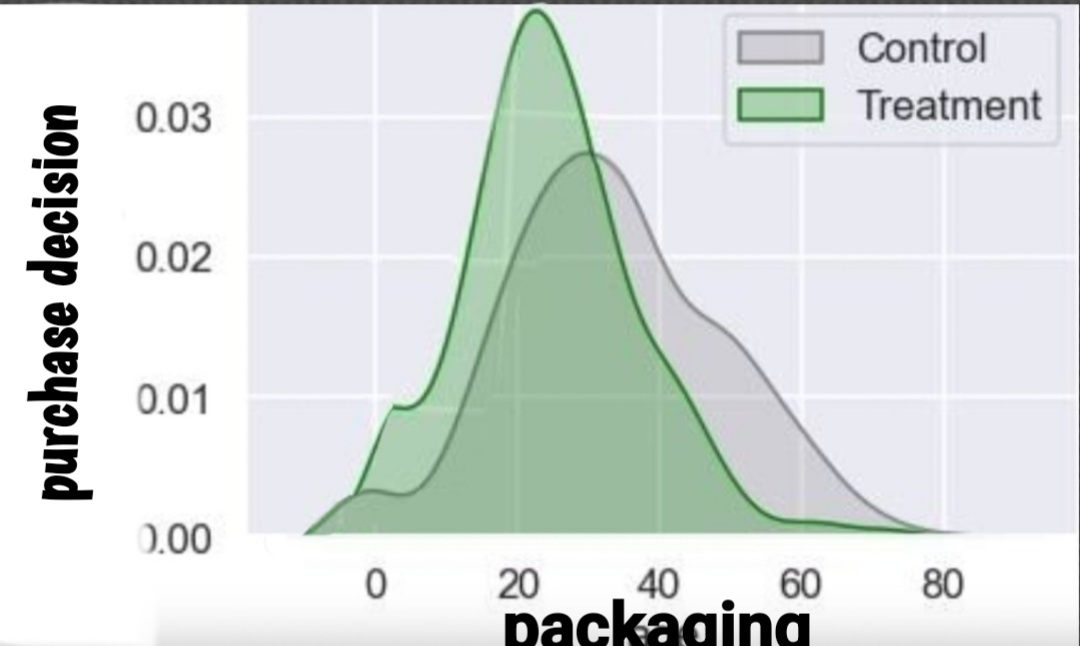 purchase decision
0.03
0.02
0.01
0.00
Control
Treatment
0 20 40 60 80
packaging